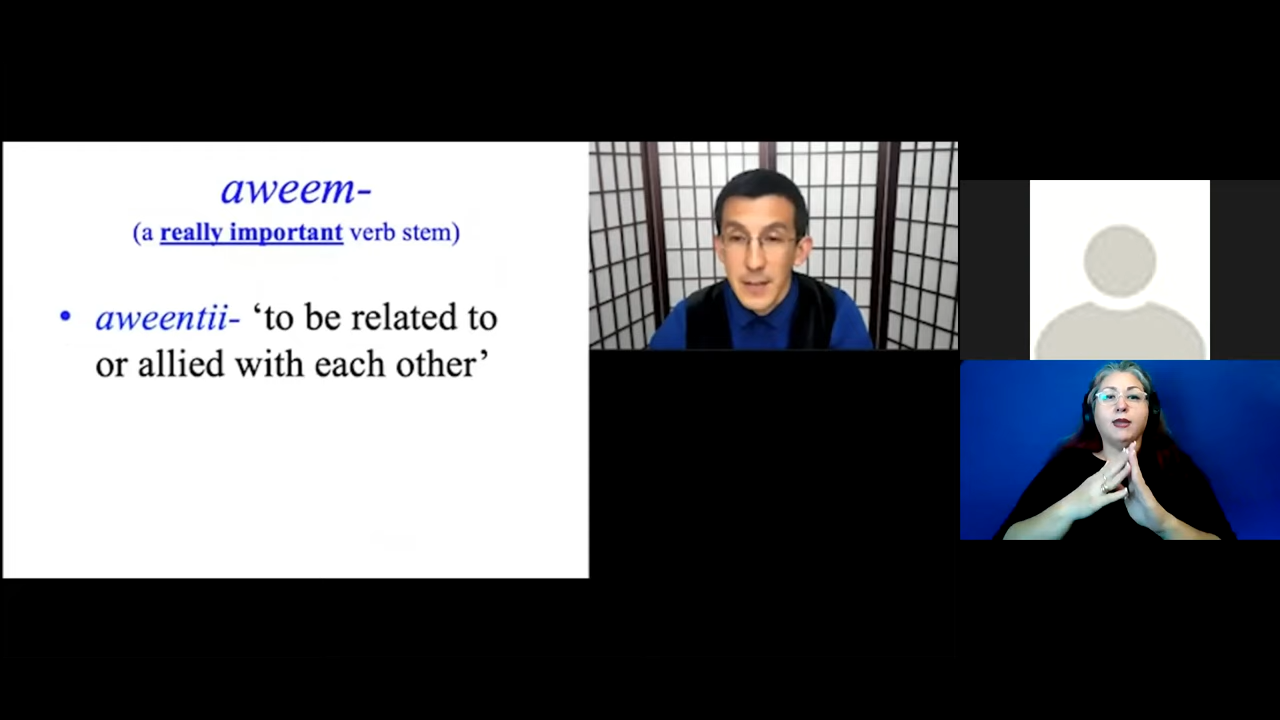 aweem-
(a really important verb stem)
• aweentii- ‘to be related to
or allied with each other’